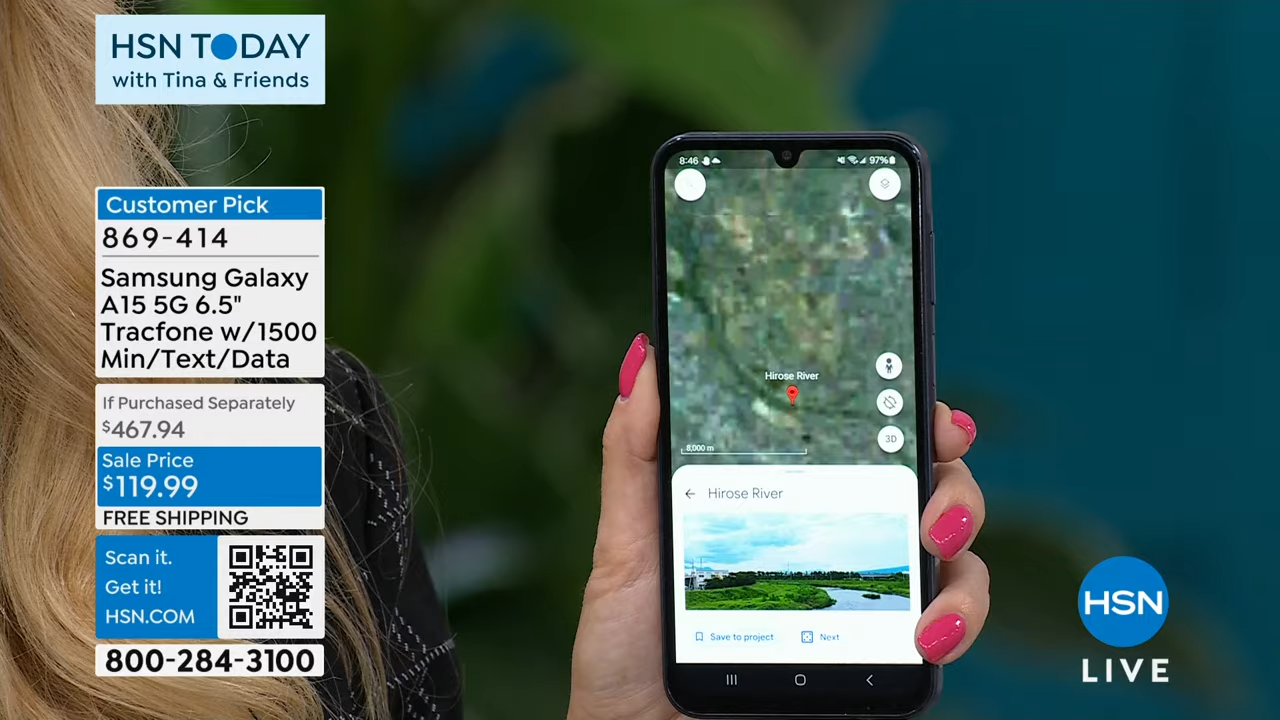 HSN TODAY
with Tina & Friends
Customer Pick
869-414
Samsung Galaxy
A15 5G 6.5"
Tracfone w/1500
Min/Text/Data
If Purchased Separately
$467.94
Sale Price
$119.99
FREE SHIPPING
Scan it.
Get it!
HSN.COM
800-284-3100
8:46
97%
Hirose River
3D
8,000 m
Hirose River
Save to project
Next
HSN
LIVE